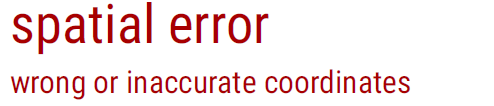 spatial error
wrong or inaccurate coordinates